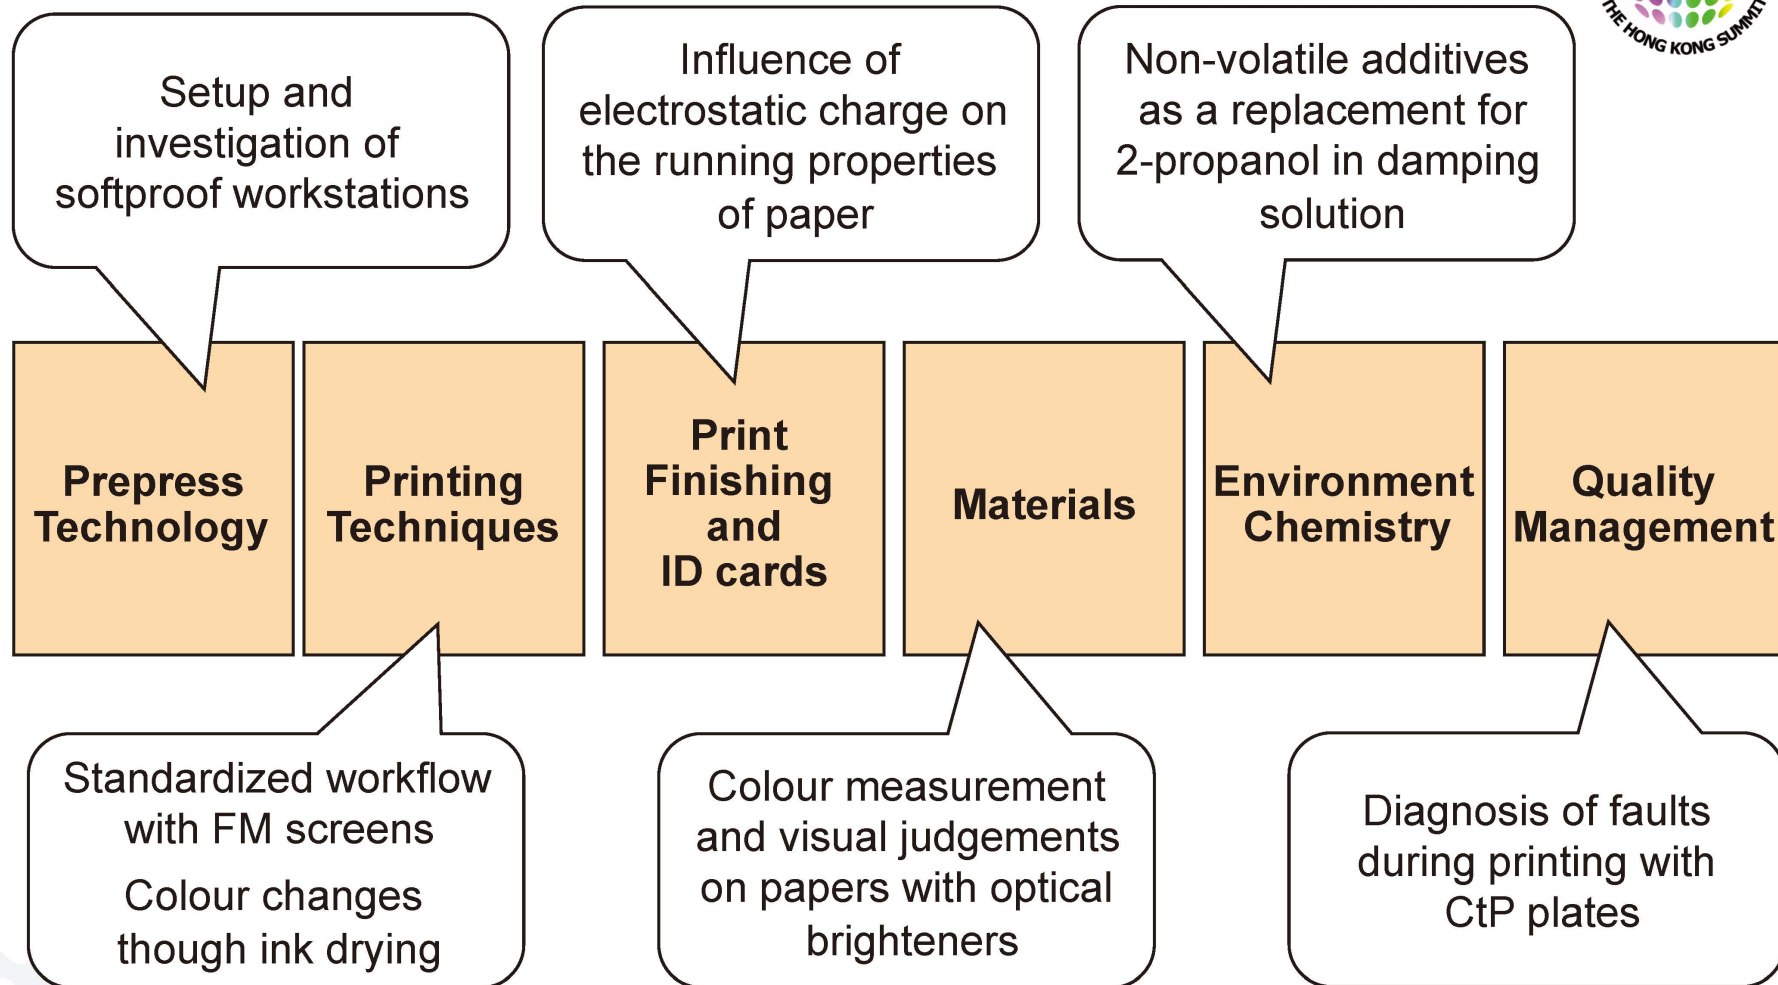 THE HONG KONG SUMMIT
Setup and
investigation of
softproof workstations
Influence of
electrostatic charge on
the running properties
of paper
Non-volatile additives
as a replacement for
2-propanol in damping
solution
Prepress
Technology
Printing
Techniques
Print
Finishing
and
ID cards
Materials
Environment
Chemistry
Quality
Management
Standardized workflow
with FM screens
Colour changes
though ink drying
Colour measurement
and visual judgements
on papers with optical
brighteners
Diagnosis of faults
during printing with
CtP plates